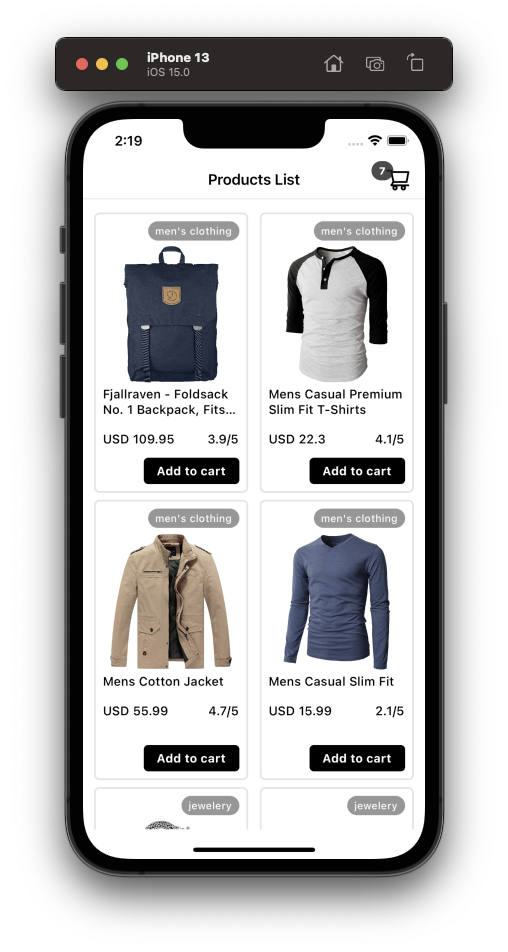 iPhone 13
iOS 15.0
2:19
Products List
7
men's clothing
Fjallraven - Foldsack
No. 1 Backpack, Fits...
USD 109.95 3.9/5
Add to cart
men's clothing
Mens Casual Premium
Slim Fit T-Shirts
USD 22.3 4.1/5
Add to cart
men's clothing
Mens Cotton Jacket
USD 55.99 4.7/5
Add to cart
men's clothing
Mens Casual Slim Fit
USD 15.99 2.1/5
Add to cart
jewelery
jewelery